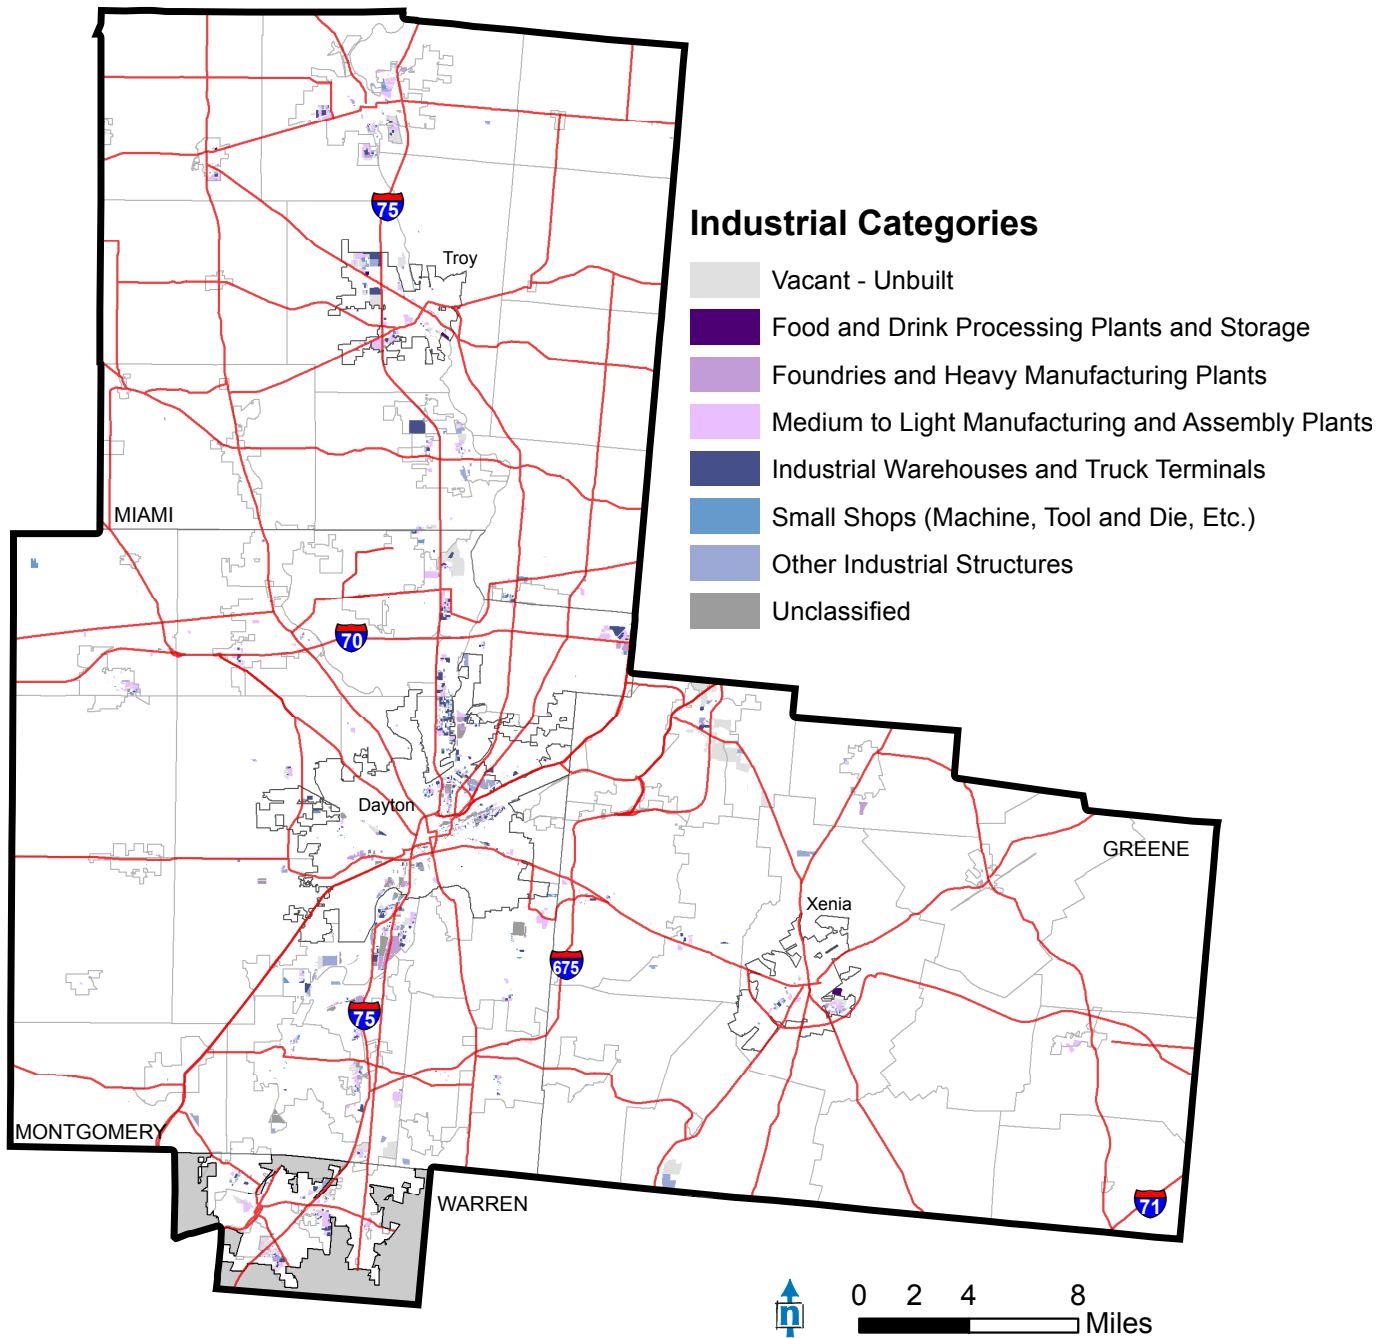 75
Industrial Categories
Troy
Vacant - Unbuilt
Food and Drink Processing Plants and Storage
Foundries and Heavy Manufacturing Plants
Medium to Light Manufacturing and Assembly Plants
Industrial Warehouses and Truck Terminals
MIAMI
Small Shops (Machine, Tool and Die, Etc.)
Other Industrial Structures
Unclassified
70
Dayton
GREENE
Xenia
675
75
MONTGOMERY
WARREN
71
n
0 2 4 8
Miles